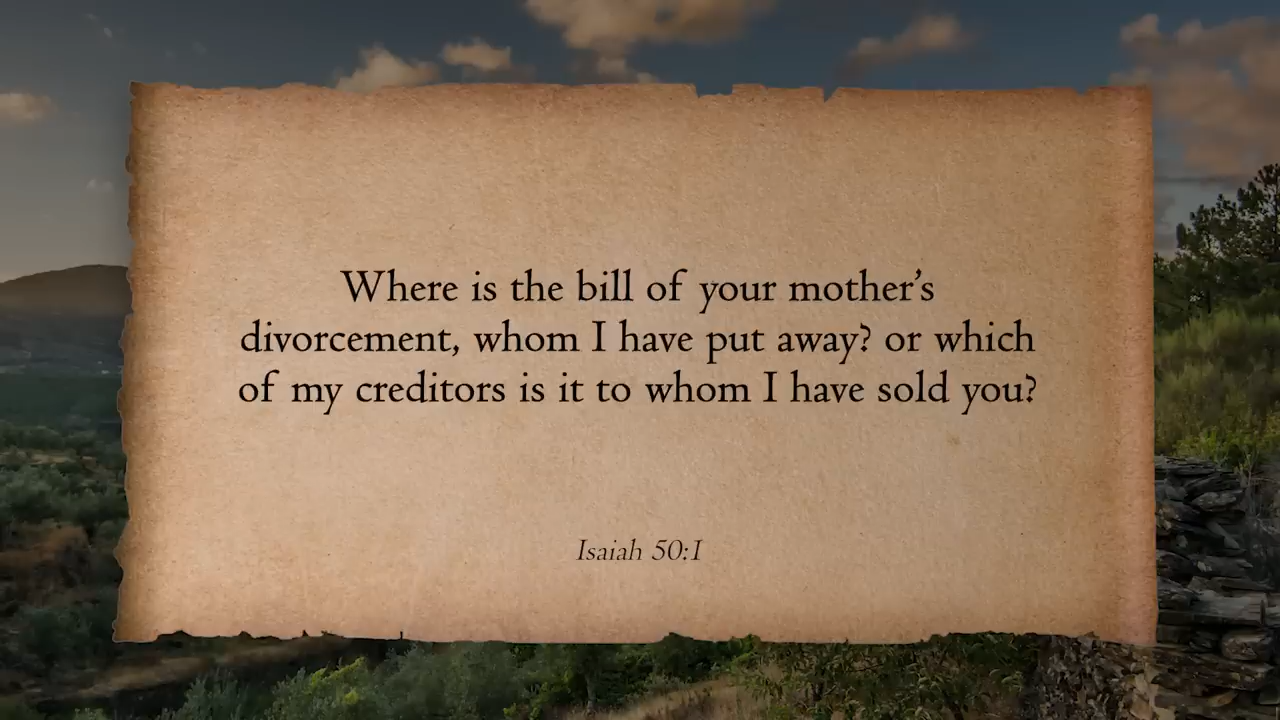 Where is the bill of your mother’s
divorcement, whom I have put away? or which
of my creditors is it to whom I have sold you?
Isaiah 50:1